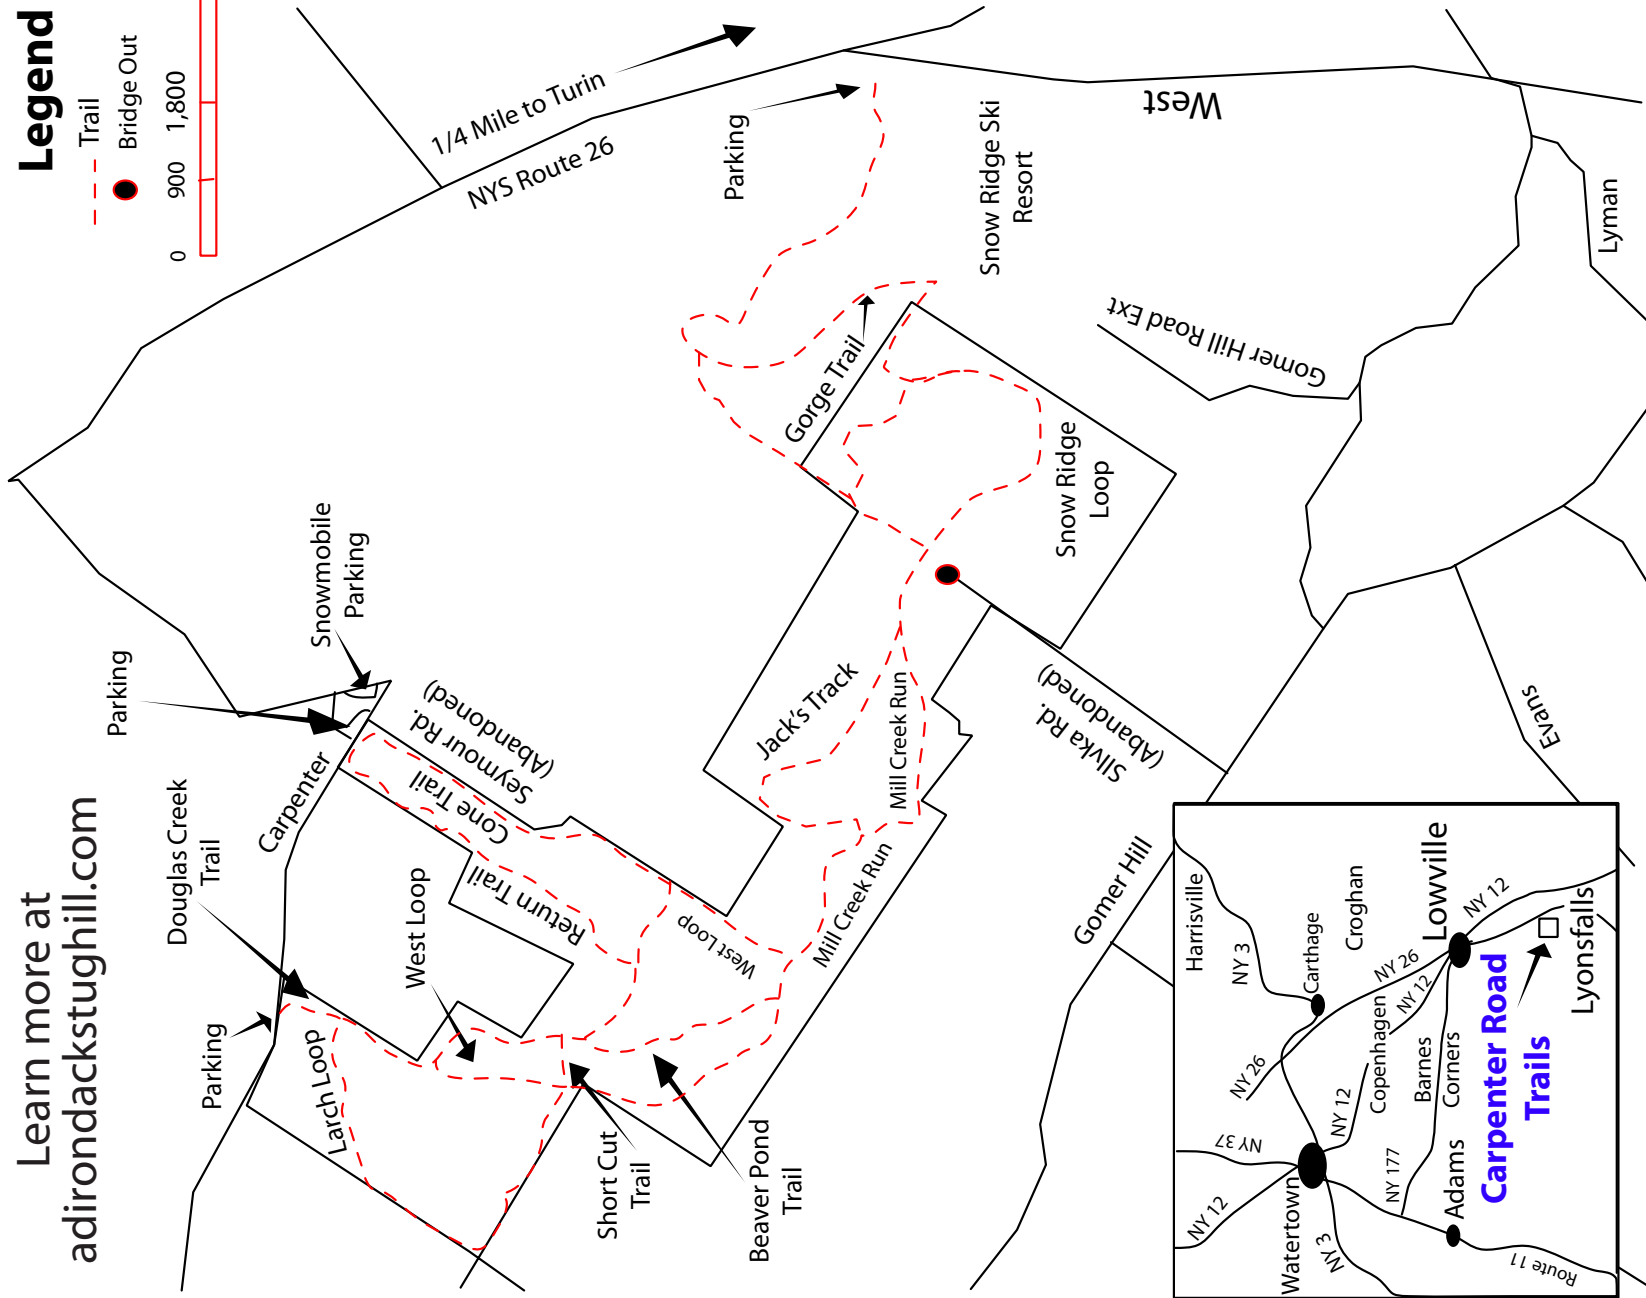 Learn more at
adirondackstughill.com
Legend
Trail
Bridge Out
0
900
1,800
1/4 Mile to Turin
NYS Route 26
Parking
Snow Ridge Ski
Resort
West
Lyman
Gomer Hill Road Ext
Gorge Trail
Snow Ridge
Loop
Snowmobile
Parking
Parking
Carpenter
Seymour Rd.
(Abandoned)
Cone Trail
Return Trail
Jack's Track
Mill Creek Run
Slivka Rd.
(Abandoned)
Evans
Douglas Creek
Trail
West Loop
West Loop
Mill Creek Run
Gomer Hill
Parking
Larch Loop
Short Cut
Trail
Beaver Pond
Trail
Harrisville
NY 3
Carthage
Croghan
Lowville
NY 12
NY 26
NY 12
Lyonsfalls
NY 26
Copenhagen
Barnes
Corners
Carpenter Road
Trails
NY 37
NY 12
NY 12
NY 177
Watertown
Adams
NY 3
Route 11